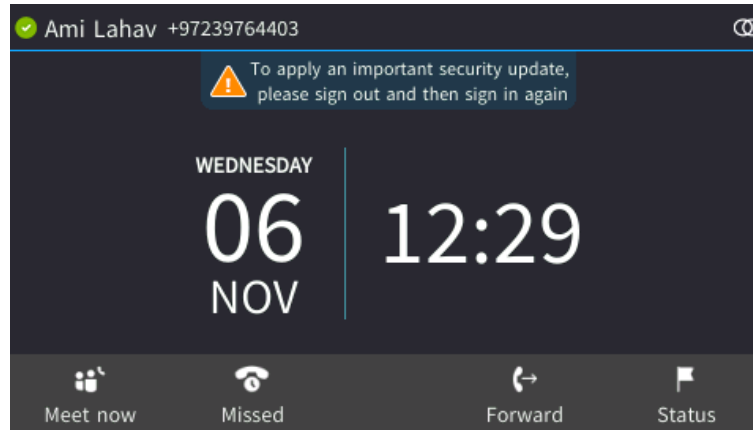 Ami Lahav +97239764403
To apply an important security update,
please sign out and then sign in again
WEDNESDAY
06
NOV
12:29
Meet now
Missed
Forward
Status